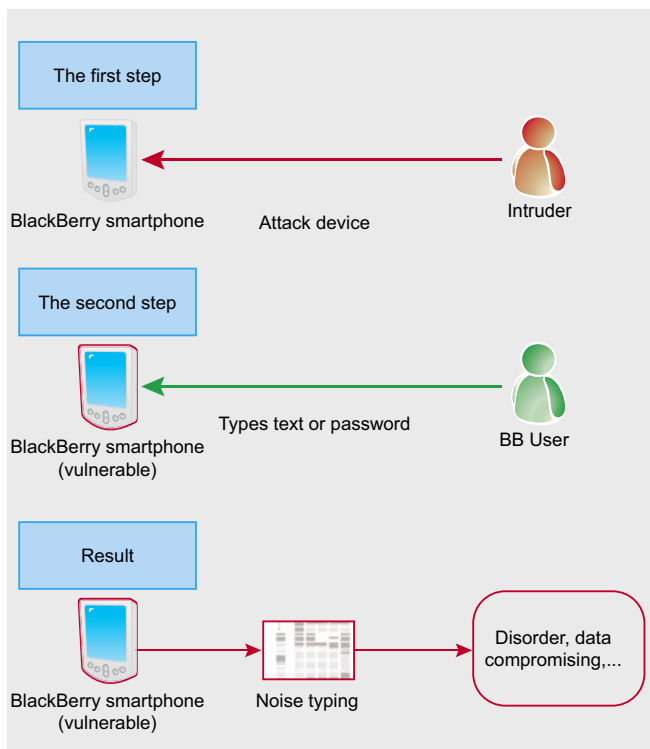 The first step
BlackBerry smartphone
Attack device
Intruder
The second step
BlackBerry smartphone
(vulnerable)
Types text or password
BB User
Result
BlackBerry smartphone
(vulnerable)
Noise typing
Disorder, data
compromising,...